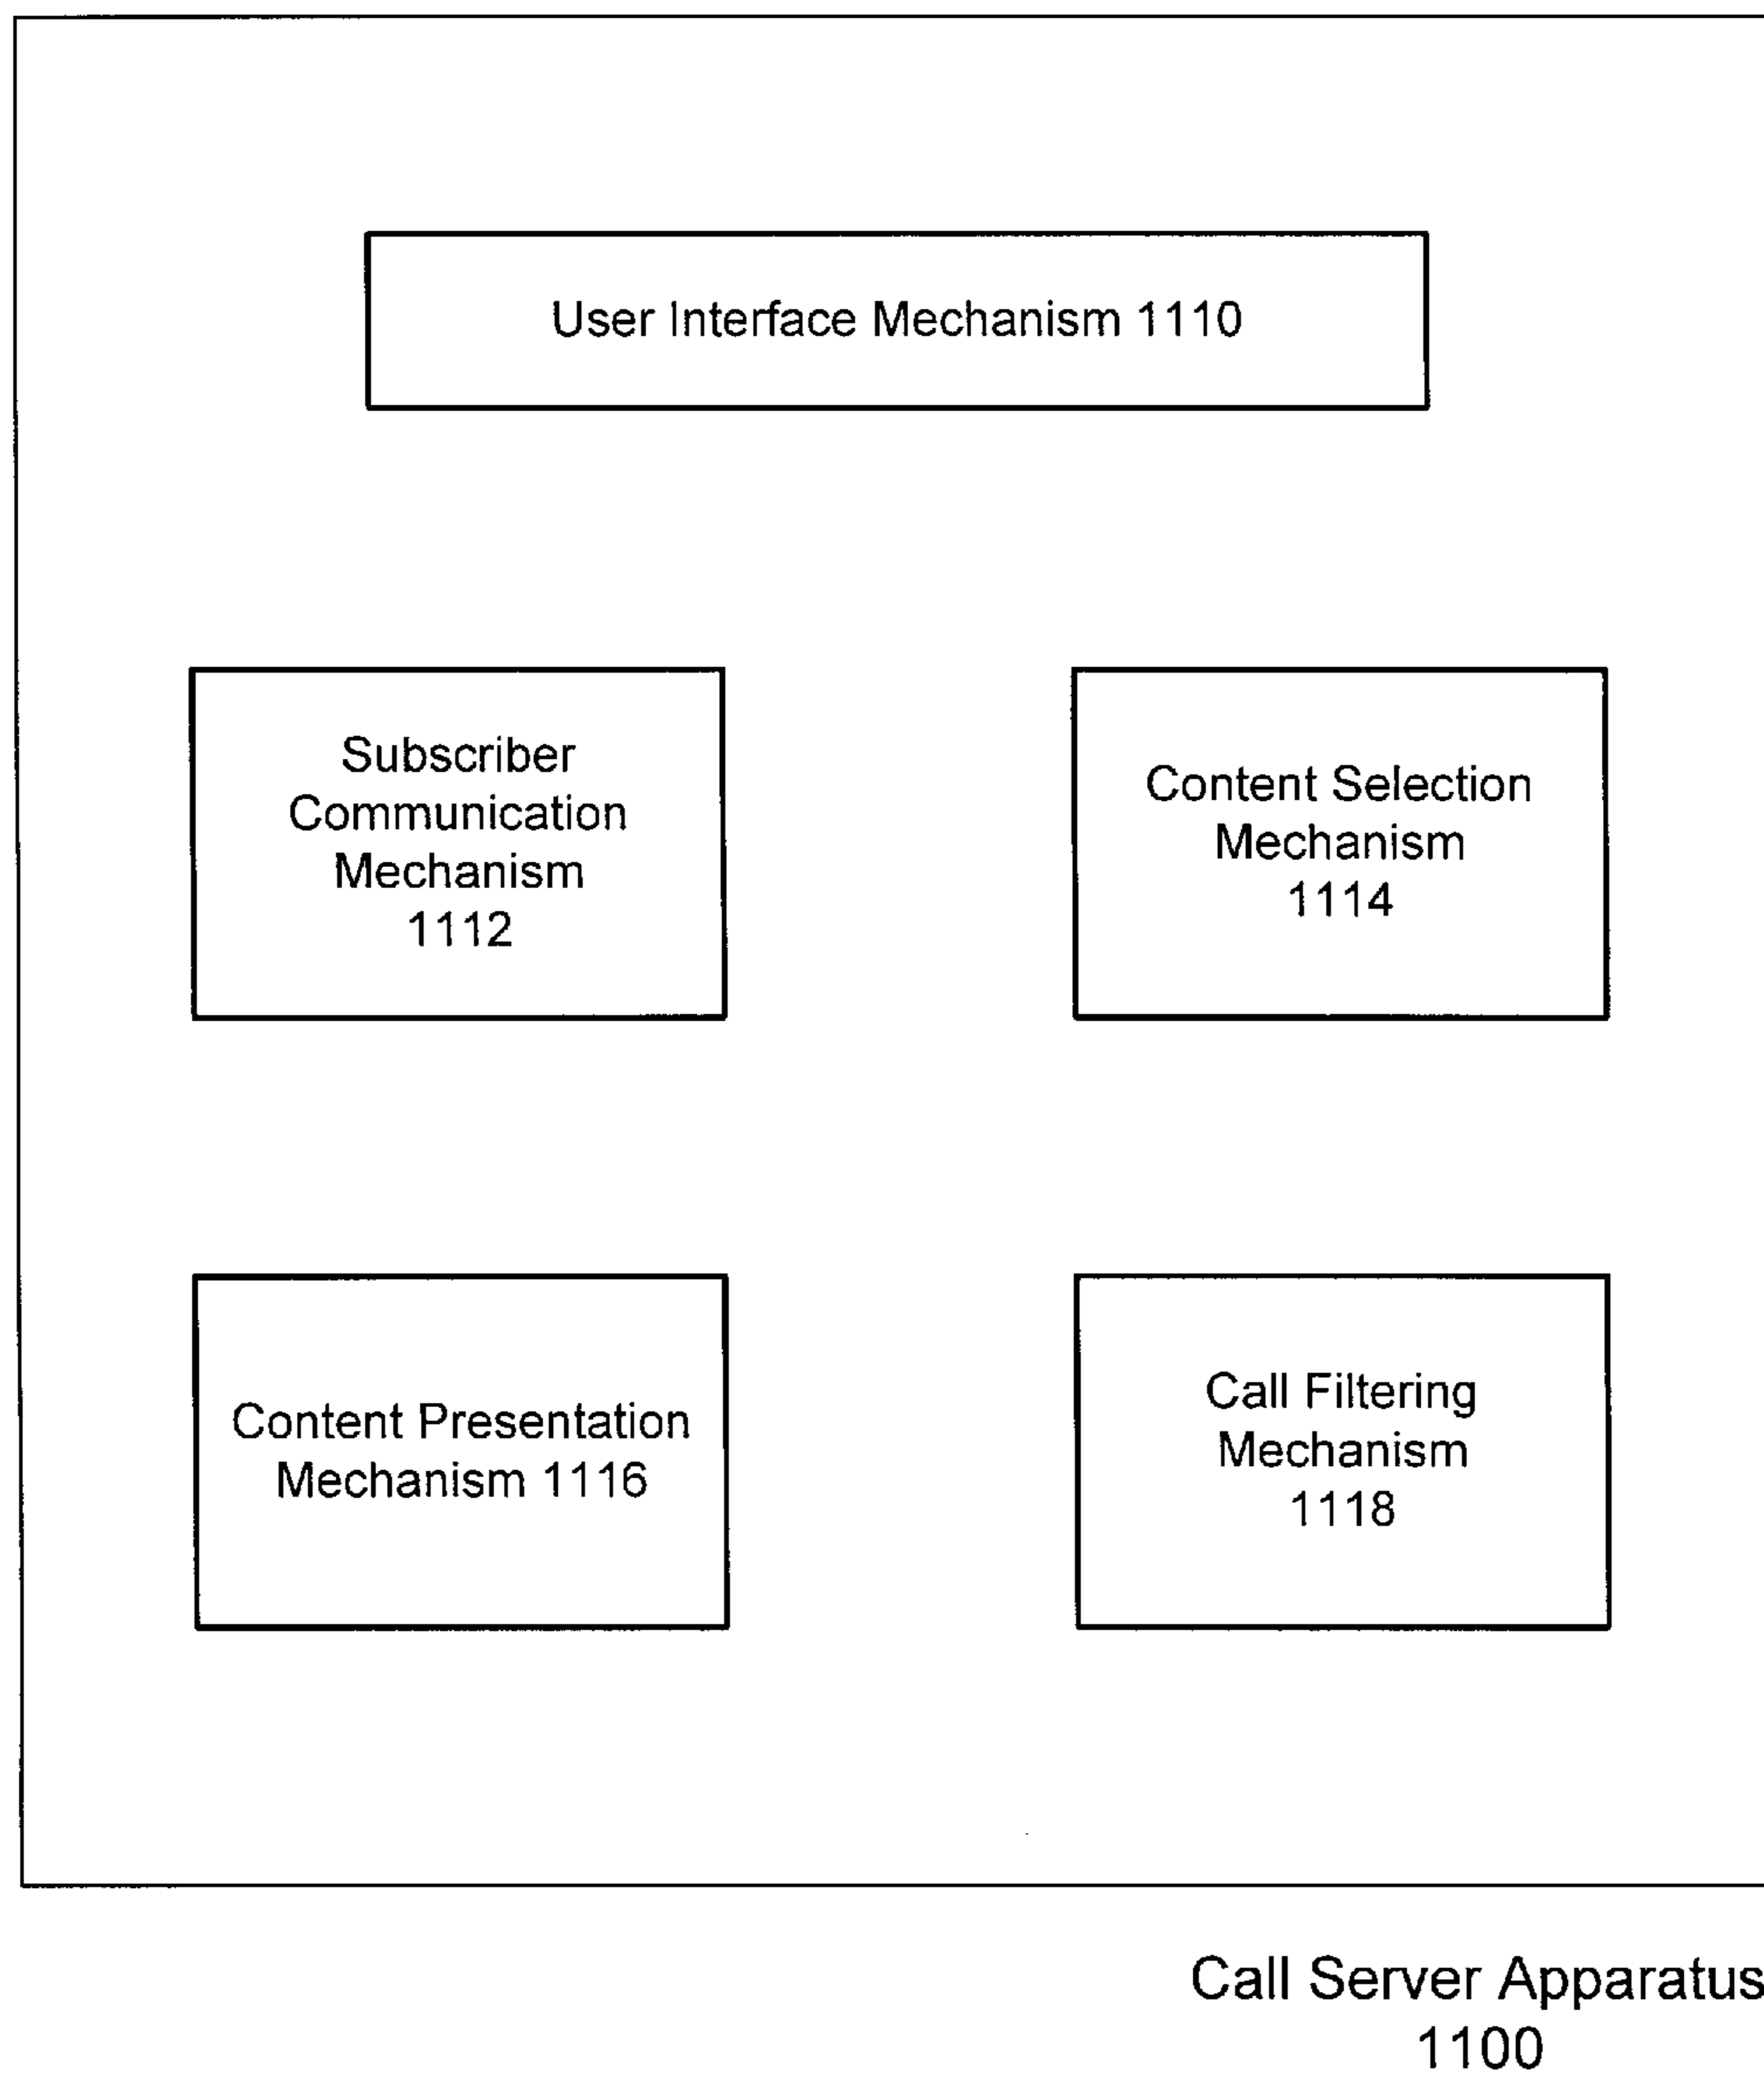 User Interface Mechanism 1110
Subscriber
Communication
Mechanism
1112
Content Selection
Mechanism
1114
Content Presentation
Mechanism 1116
Call Filtering
Mechanism
1118
Call Server Apparatus
1100